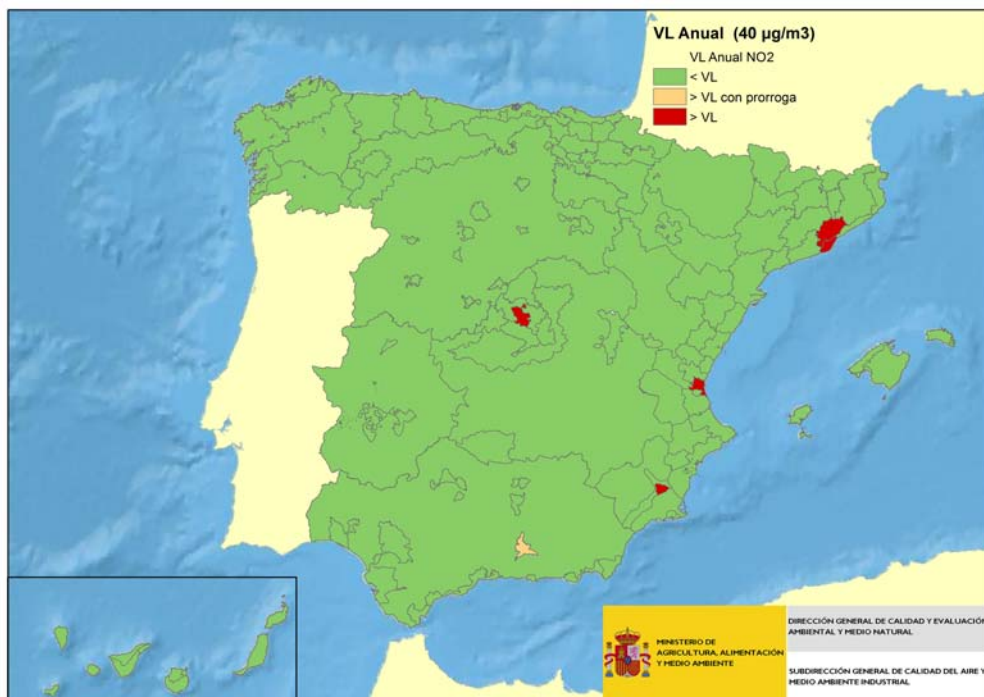 VL Anual (40 µg/m3)
VL Anual NO2
< VL
> VL con prorroga
> VL
MINISTERIO DE
AGRICULTURA, ALIMENTACIÓN
Y MEDIO AMBIENTE
DIRECCIÓN GENERAL DE CALIDAD Y EVALUACIÓN
AMBIENTAL Y MEDIO NATURAL
SUBDIRECCIÓN GENERAL DE CALIDAD DEL AIRE Y
MEDIO AMBIENTE INDUSTRIAL